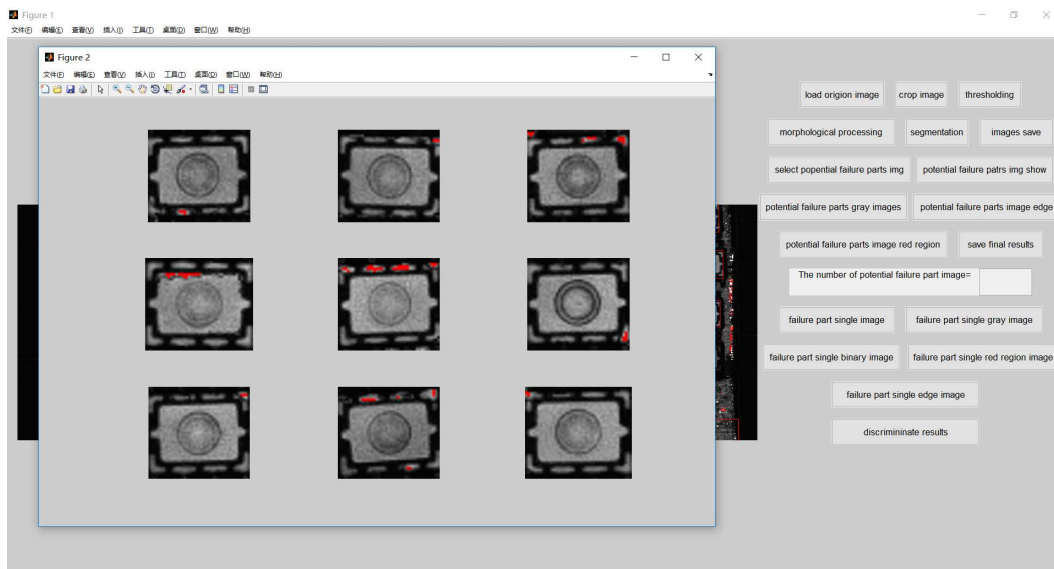 Figure 1
文件(F) 编辑(E) 查看(V) 插入(I) 工具(T) 桌面(D) 窗口(W) 帮助(H)
Figure 2
文件(F) 编辑(E) 查看(V) 插入(I) 工具(T) 桌面(D) 窗口(W) 帮助(H)
load origion image crop image thresholding
morphological processing segmentation images save
select popential failure parts img potential failure patrs img show
potential failure parts gray images potential failure parts image edge
potential failure parts image red region save final results
The number of potential failure part image=
failure part single image failure part single gray image
failure part single binary image failure part single red region image
failure part single edge image
discrimininate results